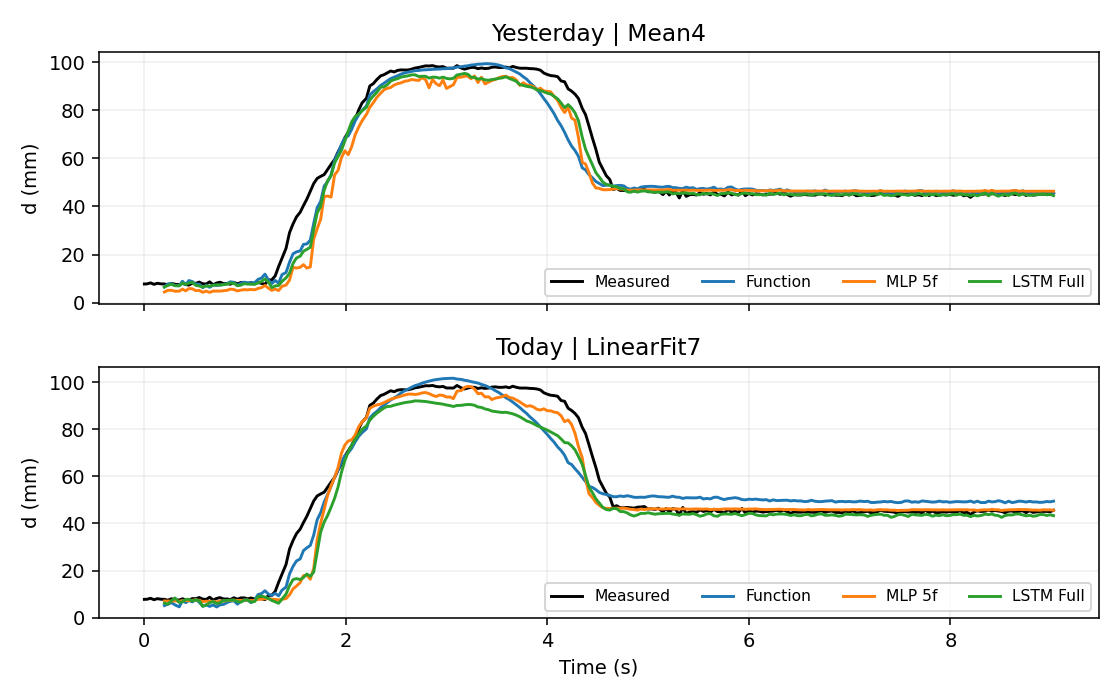 Yesterday | Mean4
d (mm)
100
80
60
40
20
0
Measured Function MLP 5f LSTM Full
Today | LinearFit7
d (mm)
100
80
60
40
20
0
Measured Function MLP 5f LSTM Full
0 2 4 6 8
Time (s)